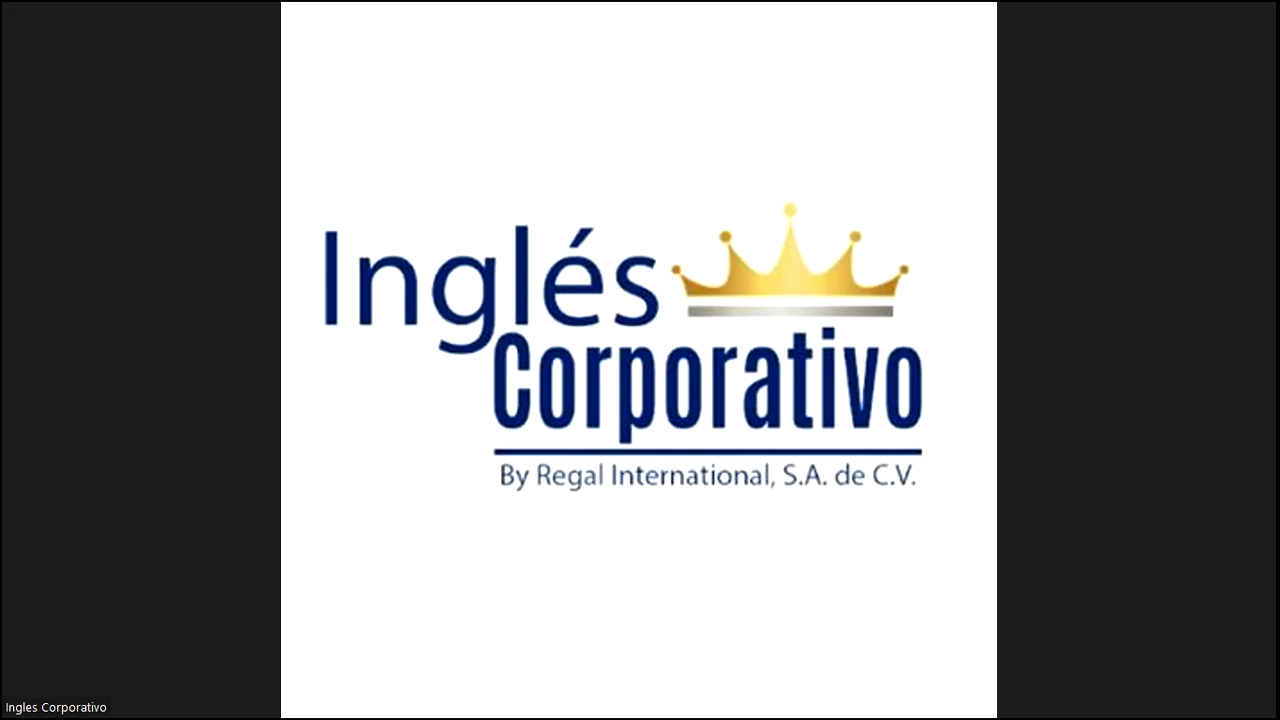 Inglés
Corporativo
By Regal International, S.A. de C.V.
Ingles Corporativo